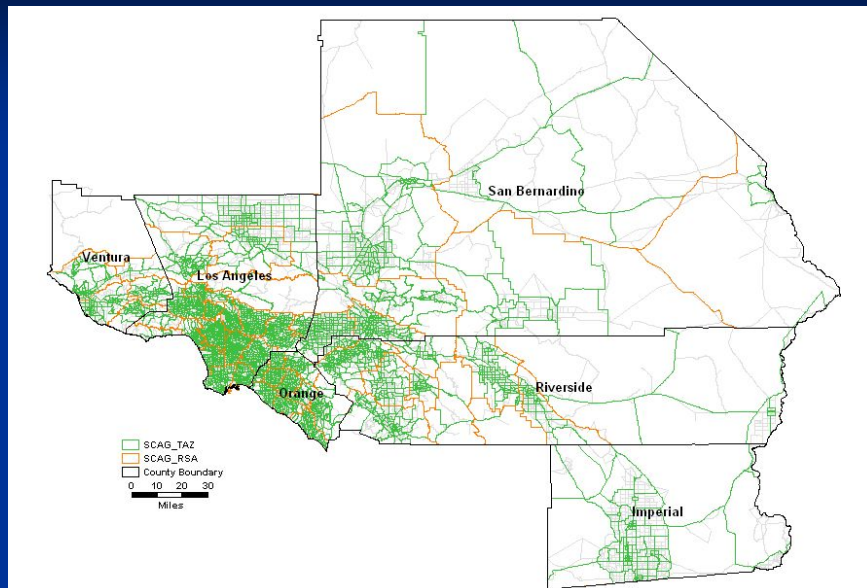 San Bernardino
Ventura
Los Angeles
Riverside
Orange
SCAG_TAZ
SCAG_RSA
County Boundary
0 10 20 30
Miles
Imperial